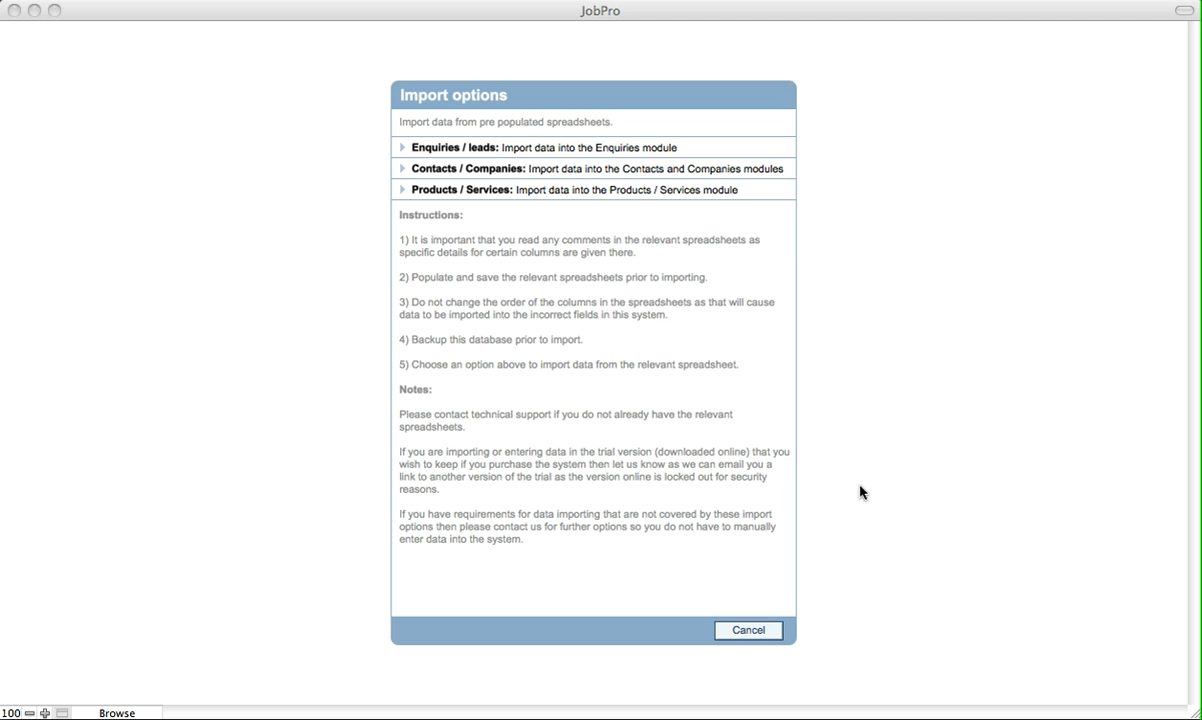 JobPro
Import options
Import data from pre populated spreadsheets.
Enquiries / leads: Import data into the Enquiries module
Contacts / Companies: Import data into the Contacts and Companies modules
Products / Services: Import data into the Products / Services module
Instructions:
1) It is important that you read any comments in the relevant spreadsheets as
specific details for certain columns are given there.
2) Populate and save the relevant spreadsheets prior to importing.
3) Do not change the order of the columns in the spreadsheets as that will cause
data to be imported into the incorrect fields in this system.
4) Backup this database prior to import.
5) Choose an option above to import data from the relevant spreadsheet.
Notes:
Please contact technical support if you do not already have the relevant
spreadsheets.
If you are importing or entering data in the trial version (downloaded online) that you
wish to keep if you purchase the system then let us know as we can email you a
link to another version of the trial as the version online is locked out for security
reasons.
If you have requirements for data importing that are not covered by these import
options then please contact us for further options so you do not have to manually
enter data into the system.
Cancel
100 Browse